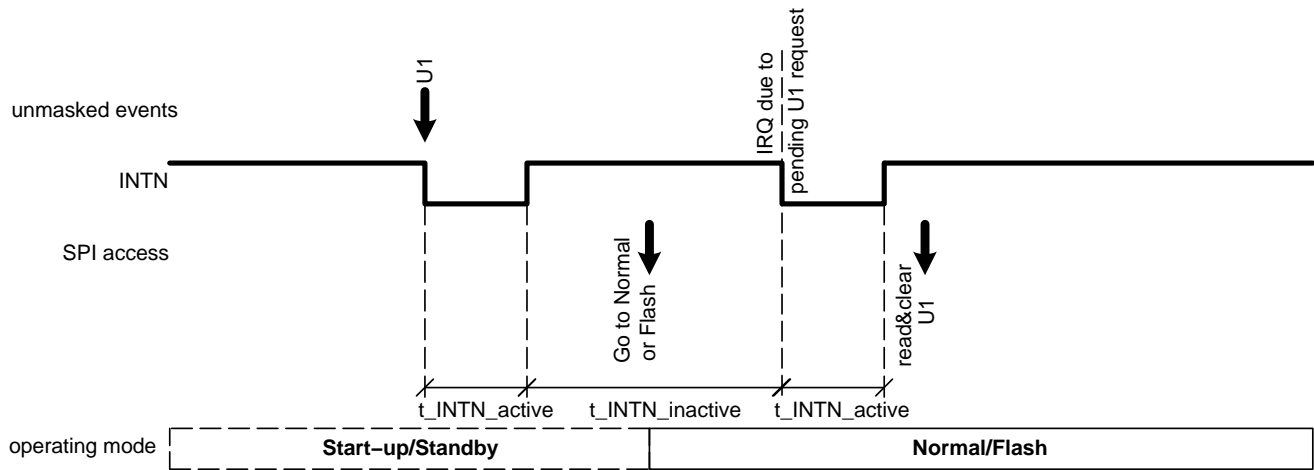 U1
IRQ due to
pending U1 request
unmasked events
INTN
SPI access
Go to Normal
or Flash
read&clear
U1
t_INTN_active
t_INTN_inactive
t_INTN_active
operating mode
Start−up/Standby
Normal/Flash